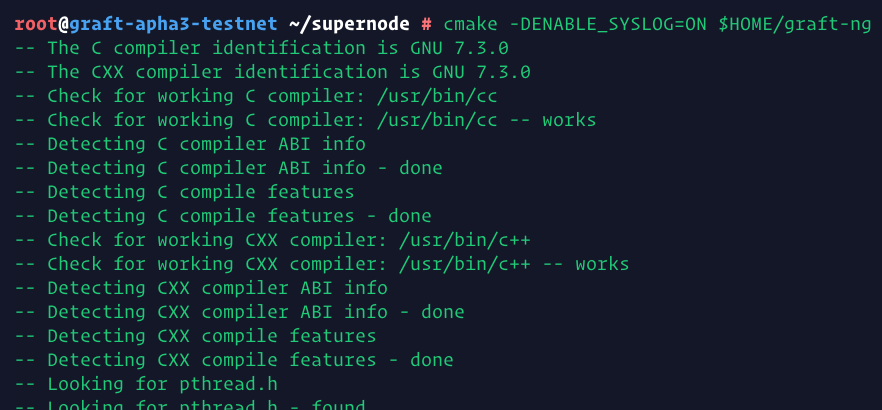 root@graft-apha3-testnet ~/supernode # cmake -DENABLE_SYSLOG=ON $HOME/graft-ng
-- The C compiler identification is GNU 7.3.0
-- The CXX compiler identification is GNU 7.3.0
-- Check for working C compiler: /usr/bin/cc
-- Check for working C compiler: /usr/bin/cc -- works
-- Detecting C compiler ABI info
-- Detecting C compiler ABI info - done
-- Detecting C compile features
-- Detecting C compile features - done
-- Check for working CXX compiler: /usr/bin/c++
-- Check for working CXX compiler: /usr/bin/c++ -- works
-- Detecting CXX compiler ABI info
-- Detecting CXX compiler ABI info - done
-- Detecting CXX compile features
-- Detecting CXX compile features - done
-- Looking for pthread.h
-- Looking for pthread.h - found